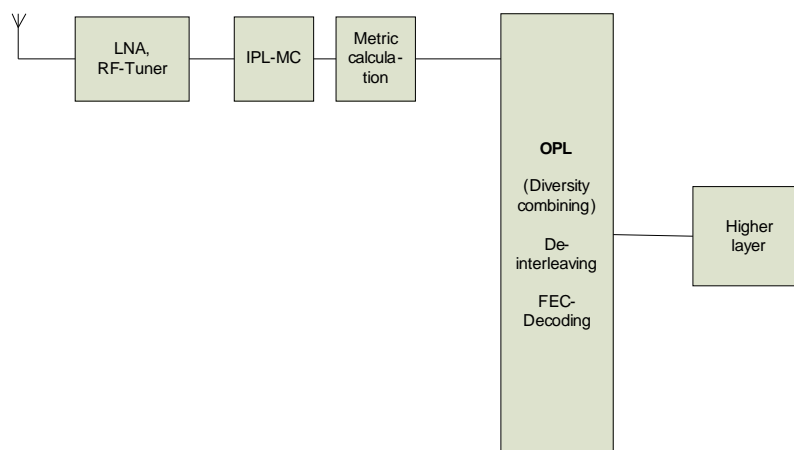 LNA,
RF-Tuner
IPL-MC
Metric
calcula-
tion
OPL
(Diversity
combining)
De-
interleaving
FEC-
Decoding
Higher
layer